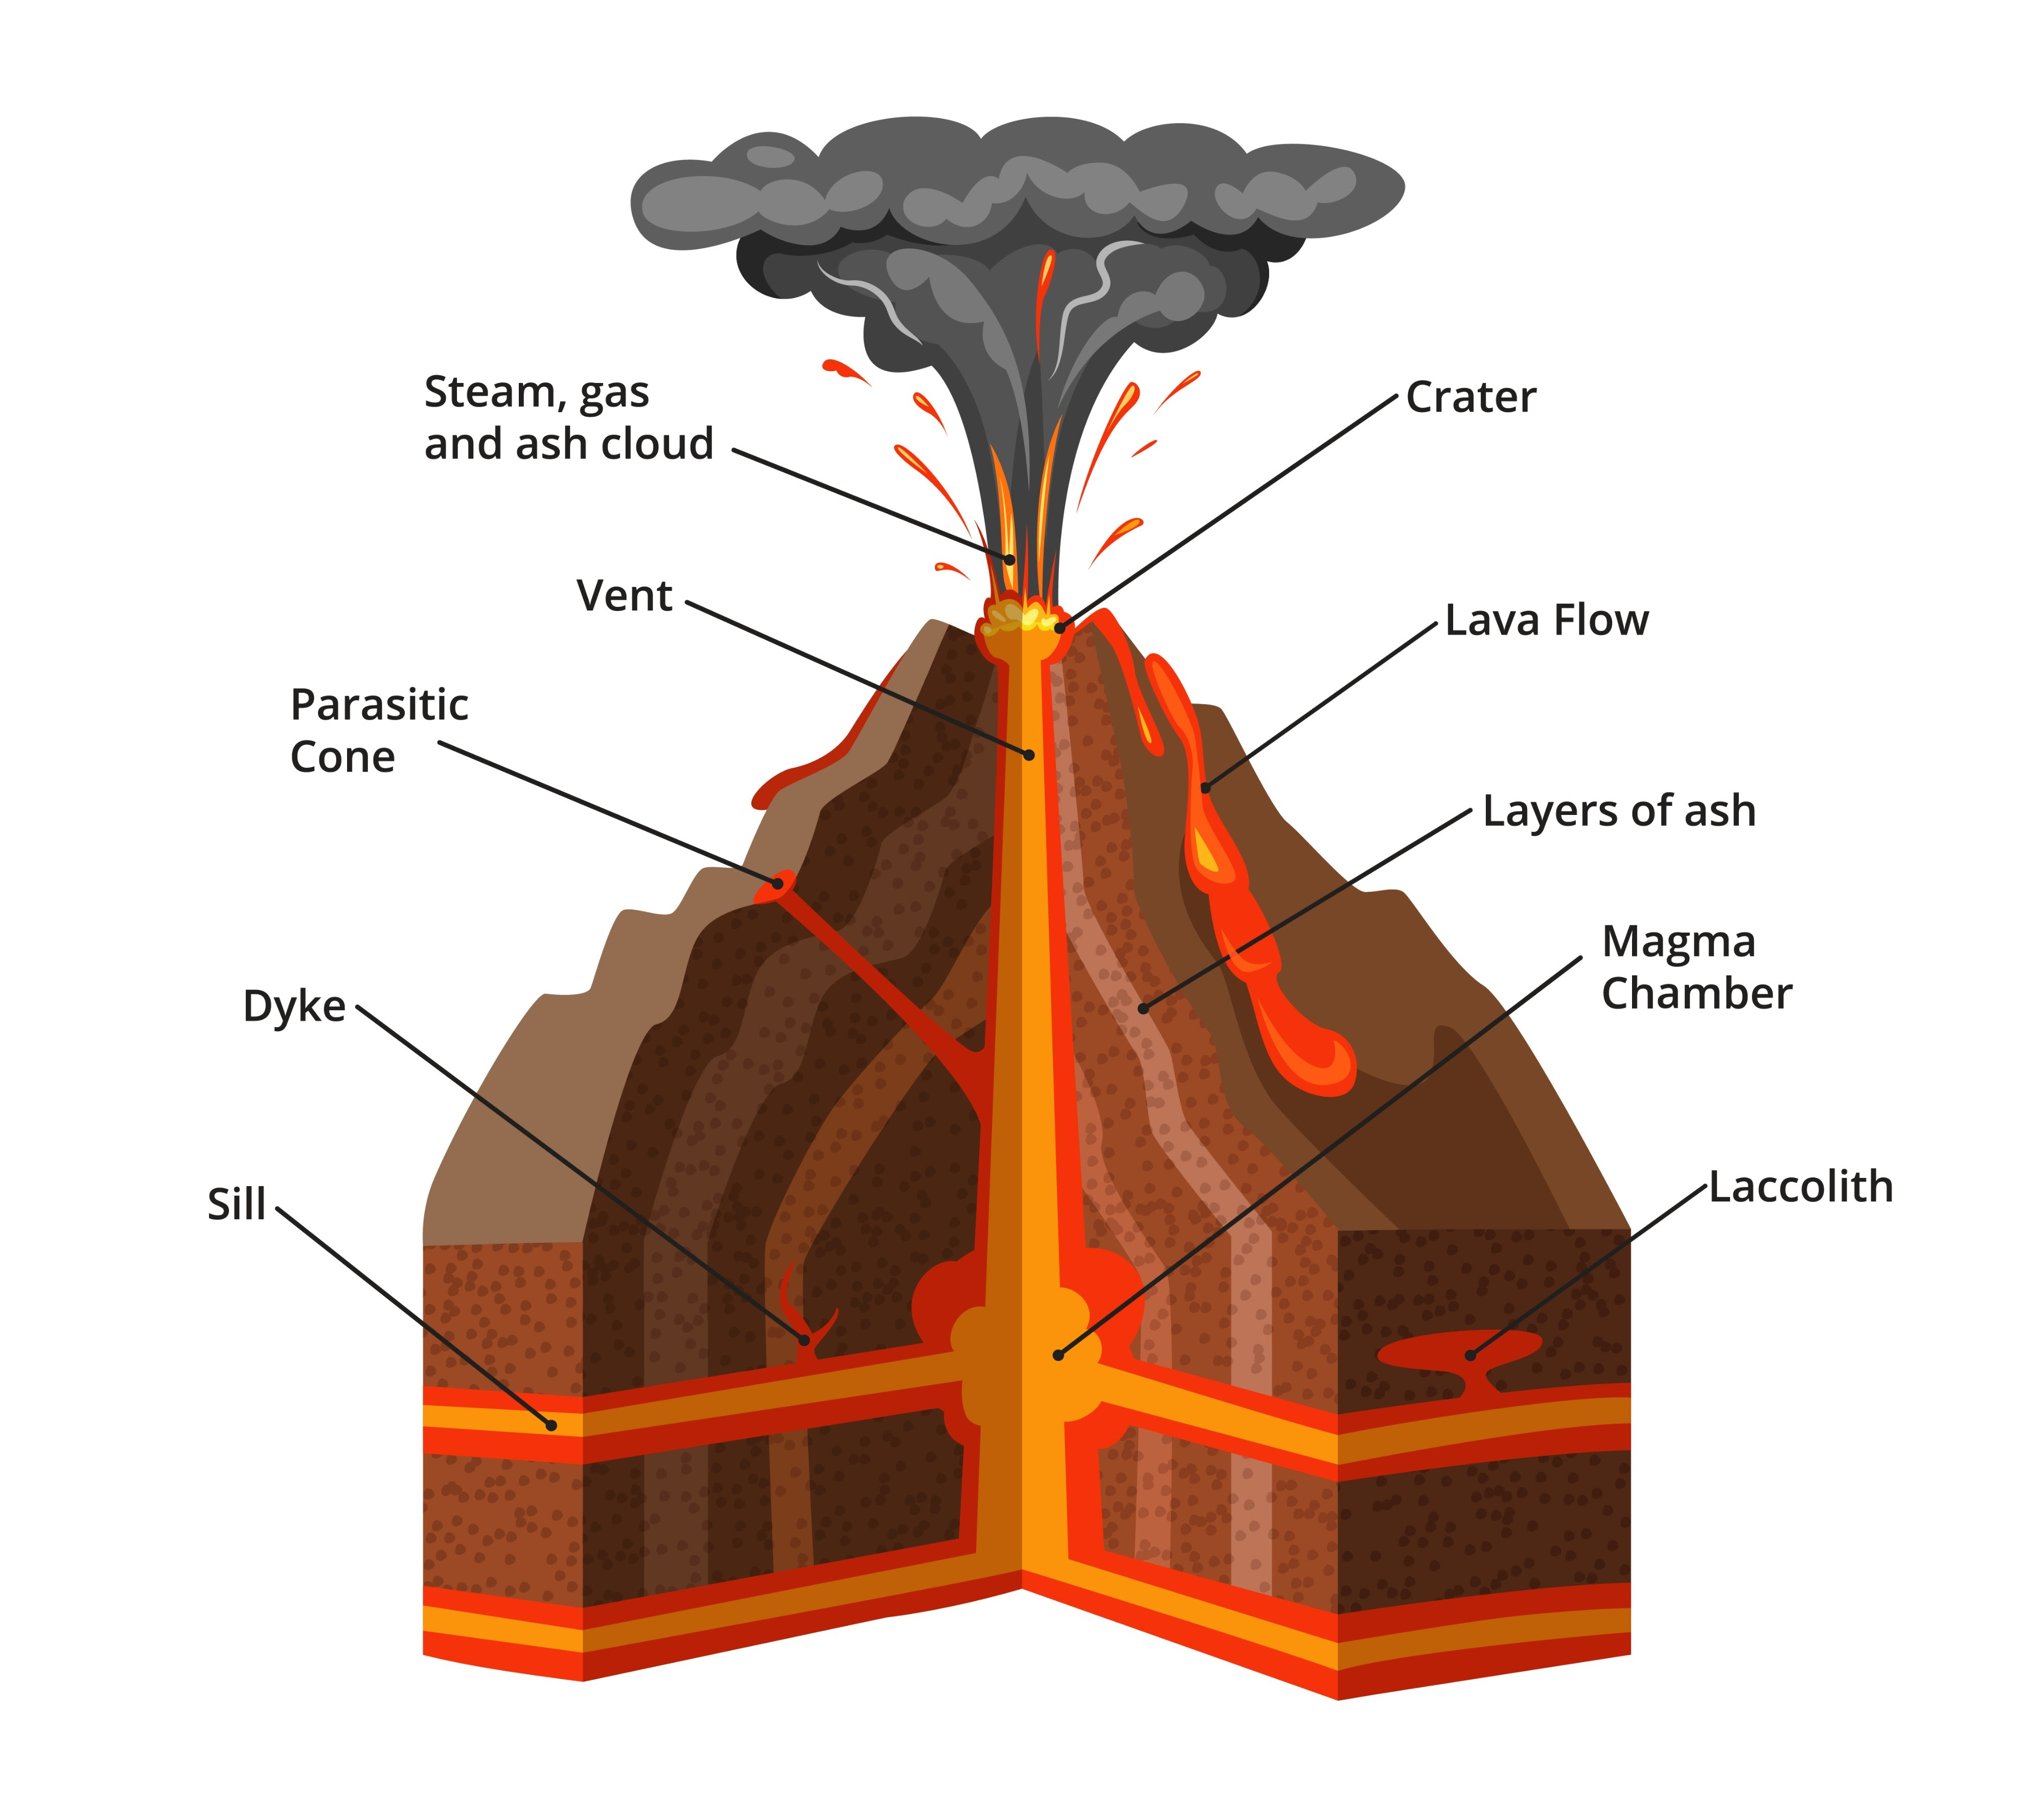 Steam, gas
and ash cloud
Crater
Vent
Lava Flow
Parasitic
Cone
Layers of ash
Magma
Chamber
Dyke
Laccolith
Sill